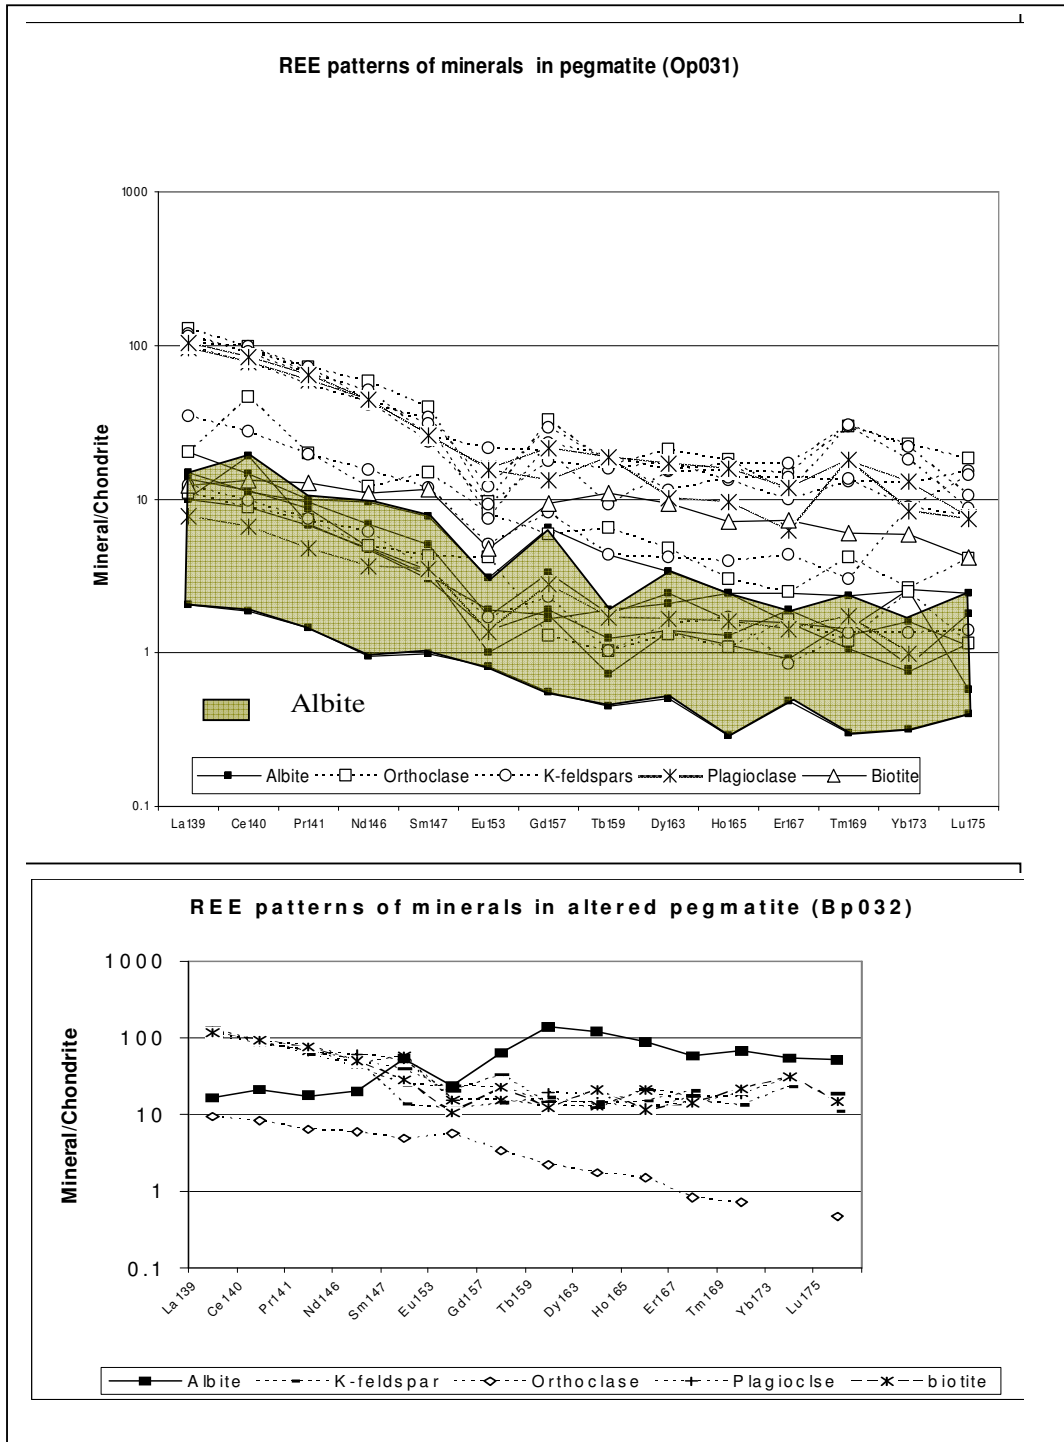 REE patterns of minerals in pegmatite (Op031)
Mineral/Chondrite
1000
100
10
1
0.1
Albite
Albite Orthoclase K-feldspars Plagioclase Biotite
La139 Ce140 Pr141 Nd146 Sm147 Eu153 Gd157 Tb159 Dy163 Ho165 Er167 Tm169 Yb173 Lu175
REE patterns of minerals in altered pegmatite (Bp032)
Mineral/Chondrite
1000
100
10
1
0.1
La139 Ce140 Pr141 Nd146 Sm147 Eu153 Gd157 Tb159 Dy163 Ho165 Er167 Tm169 Yb173 Lu175
Albite K-feldspar Orthoclase Plagioclse biotite